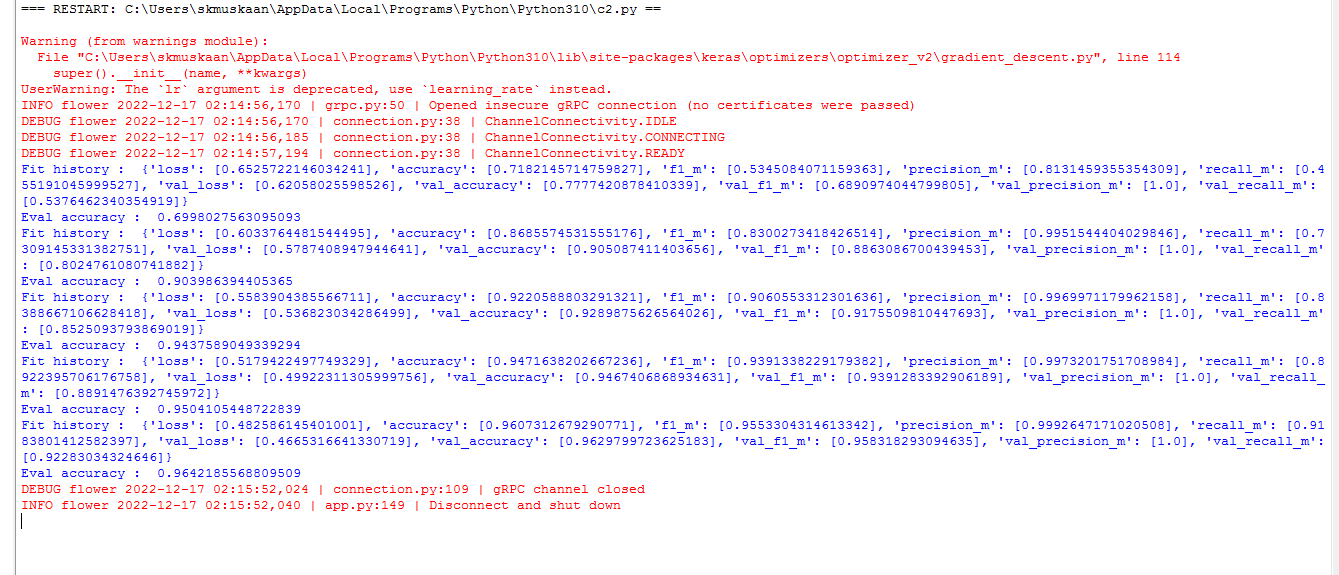 === RESTART: C:\Users\skmuskaan\AppData\Local\Programs\Python\Python310\c2.py ==
Warning (from warnings module):
  File "C:\Users\skmuskaan\AppData\Local\Programs\Python\Python310\lib\site-packages\keras\optimizers\optimizer_v2\gradient_descent.py", line 114
    super().__init__(name, **kwargs)
UserWarning: The `lr` argument is deprecated, use `learning_rate` instead.
INFO flower 2022-12-17 02:14:56,170 | grpc.py:50 | Opened insecure gRPC connection (no certificates were passed)
DEBUG flower 2022-12-17 02:14:56,170 | connection.py:38 | ChannelConnectivity.IDLE
DEBUG flower 2022-12-17 02:14:56,185 | connection.py:38 | ChannelConnectivity.CONNECTING
DEBUG flower 2022-12-17 02:14:57,194 | connection.py:38 | ChannelConnectivity.READY
Fit history :  {'loss': [0.6525722146034241], 'accuracy': [0.7182145714759827], 'f1_m': [0.5345084071159363], 'precision_m': [0.8131459355354309], 'recall_m': [0.4
55191045999527], 'val_loss': [0.62058025598526], 'val_accuracy': [0.7777420878410339], 'val_f1_m': [0.6890974044799805], 'val_precision_m': [1.0], 'val_recall_m':
[0.5376462340354919]}
Eval accuracy :  0.6998027563095093
Fit history :  {'loss': [0.6033764481544495], 'accuracy': [0.8685574531555176], 'f1_m': [0.8300273418426514], 'precision_m': [0.9951544404029846], 'recall_m': [0.7
309145331382751], 'val_loss': [0.5787408947944641], 'val_accuracy': [0.905087411403656], 'val_f1_m': [0.8863086700439453], 'val_precision_m': [1.0], 'val_recall_m'
: [0.8024761080741882]}
Eval accuracy :  0.903986394405365
Fit history :  {'loss': [0.5583904385566711], 'accuracy': [0.9220588803291321], 'f1_m': [0.9060553312301636], 'precision_m': [0.9969971179962158], 'recall_m': [0.8
388667106628418], 'val_loss': [0.536823034286499], 'val_accuracy': [0.9289875626564026], 'val_f1_m': [0.9175509810447693], 'val_precision_m': [1.0], 'val_recall_m'
: [0.8525093793869019]}
Eval accuracy :  0.9437589049339294
Fit history :  {'loss': [0.5179422497749329], 'accuracy': [0.9471638202667236], 'f1_m': [0.9391338229179382], 'precision_m': [0.9973201751708984], 'recall_m': [0.8
922395706176758], 'val_loss': [0.49922311305999756], 'val_accuracy': [0.9467406868934631], 'val_f1_m': [0.9391283392906189], 'val_precision_m': [1.0], 'val_recall_
m': [0.8891476392745972]}
Eval accuracy :  0.9504105448722839
Fit history :  {'loss': [0.482586145401001], 'accuracy': [0.9607312679290771], 'f1_m': [0.9553304314613342], 'precision_m': [0.9992647171020508], 'recall_m': [0.91
83801412582397], 'val_loss': [0.4665316641330719], 'val_accuracy': [0.9629799723625183], 'val_f1_m': [0.958318293094635], 'val_precision_m': [1.0], 'val_recall_m':
[0.92283034324646]}
Eval accuracy :  0.9642185568809509
DEBUG flower 2022-12-17 02:15:52,024 | connection.py:109 | gRPC channel closed
INFO flower 2022-12-17 02:15:52,040 | app.py:149 | Disconnect and shut down